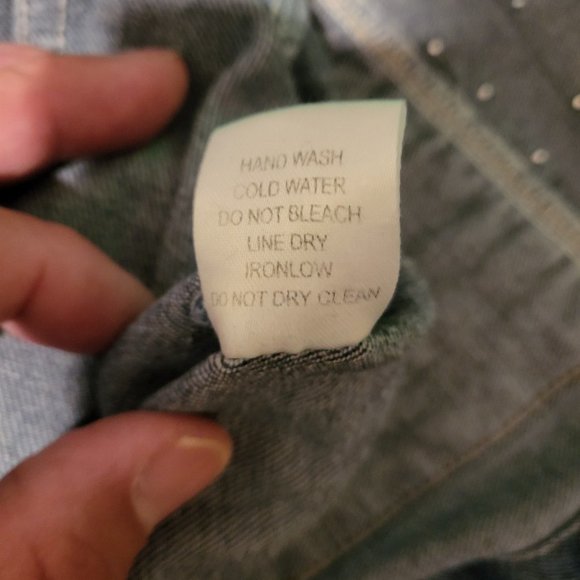 HAND WASH
COLD WATER
DO NOT BLEACH
LINE DRY
IRONLOW
DO NOT DRY CLEAN